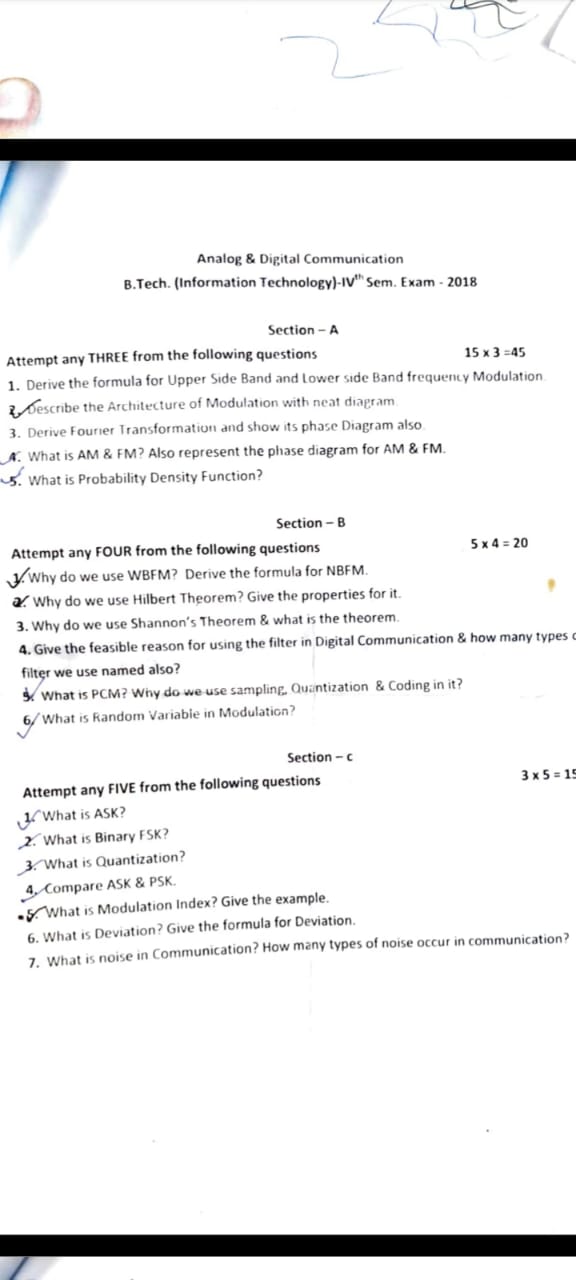 Analog & Digital Communication
B.Tech. (Information Technology)-IVth Sem. Exam - 2018
Section – A
Attempt any THREE from the following questions 15 x 3 =45
1. Derive the formula for Upper Side Band and Lower side Band frequency Modulation.
2. Describe the Architecture of Modulation with neat diagram.
3. Derive Fourier Transformation and show its phase Diagram also.
4. What is AM & FM? Also represent the phase diagram for AM & FM.
5. What is Probability Density Function?
Section – B
Attempt any FOUR from the following questions 5 x 4 = 20
1. Why do we use WBFM? Derive the formula for NBFM.
2. Why do we use Hilbert Theorem? Give the properties for it.
3. Why do we use Shannon's Theorem & what is the theorem.
4. Give the feasible reason for using the filter in Digital Communication & how many types
filter we use named also?
5. What is PCM? Why do we use sampling, Quantization & Coding in it?
6. What is Random Variable in Modulation?
Section – c
Attempt any FIVE from the following questions 3 x 5 = 15
1. What is ASK?
2. What is Binary FSK?
3. What is Quantization?
4. Compare ASK & PSK.
5. What is Modulation Index? Give the example.
6. What is Deviation? Give the formula for Deviation.
7. What is noise in Communication? How many types of noise occur in communication?